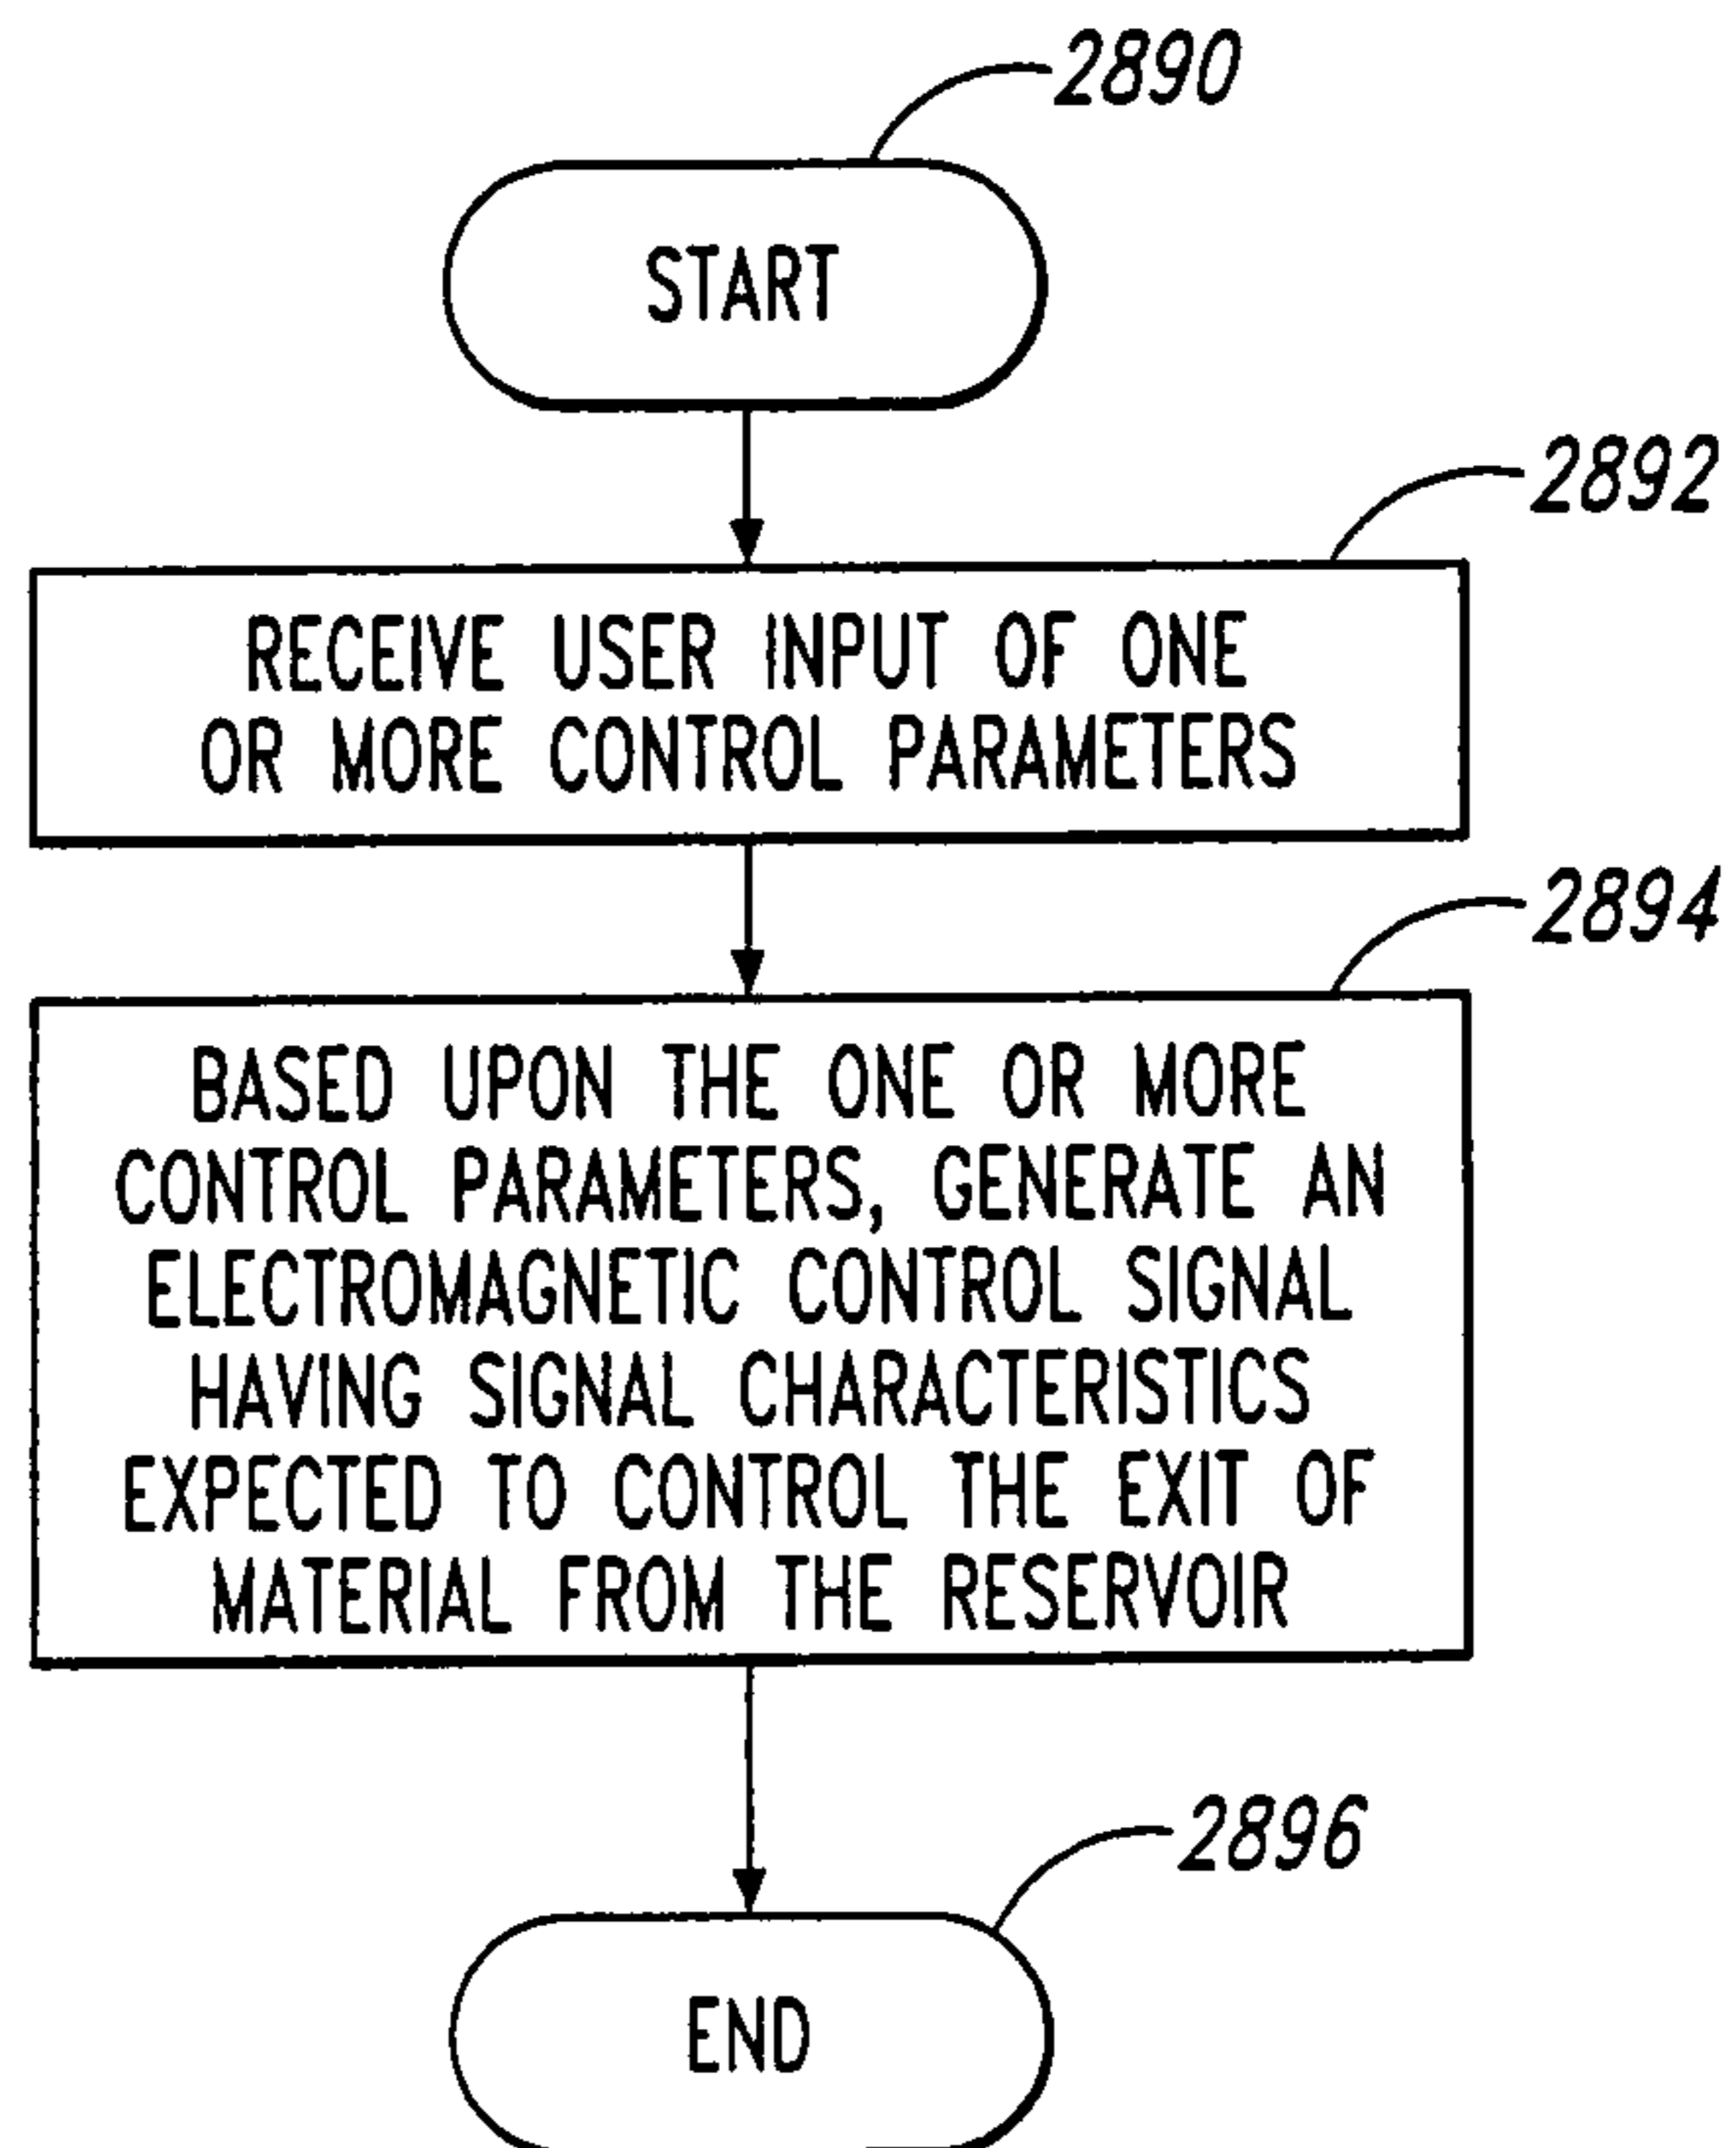 2890
START
2892
RECEIVE USER INPUT OF ONE
OR MORE CONTROL PARAMETERS
2894
BASED UPON THE ONE OR MORE
CONTROL PARAMETERS, GENERATE AN
ELECTROMAGNETIC CONTROL SIGNAL
HAVING SIGNAL CHARACTERISTICS
EXPECTED TO CONTROL THE EXIT OF
MATERIAL FROM THE RESERVOIR
2896
END